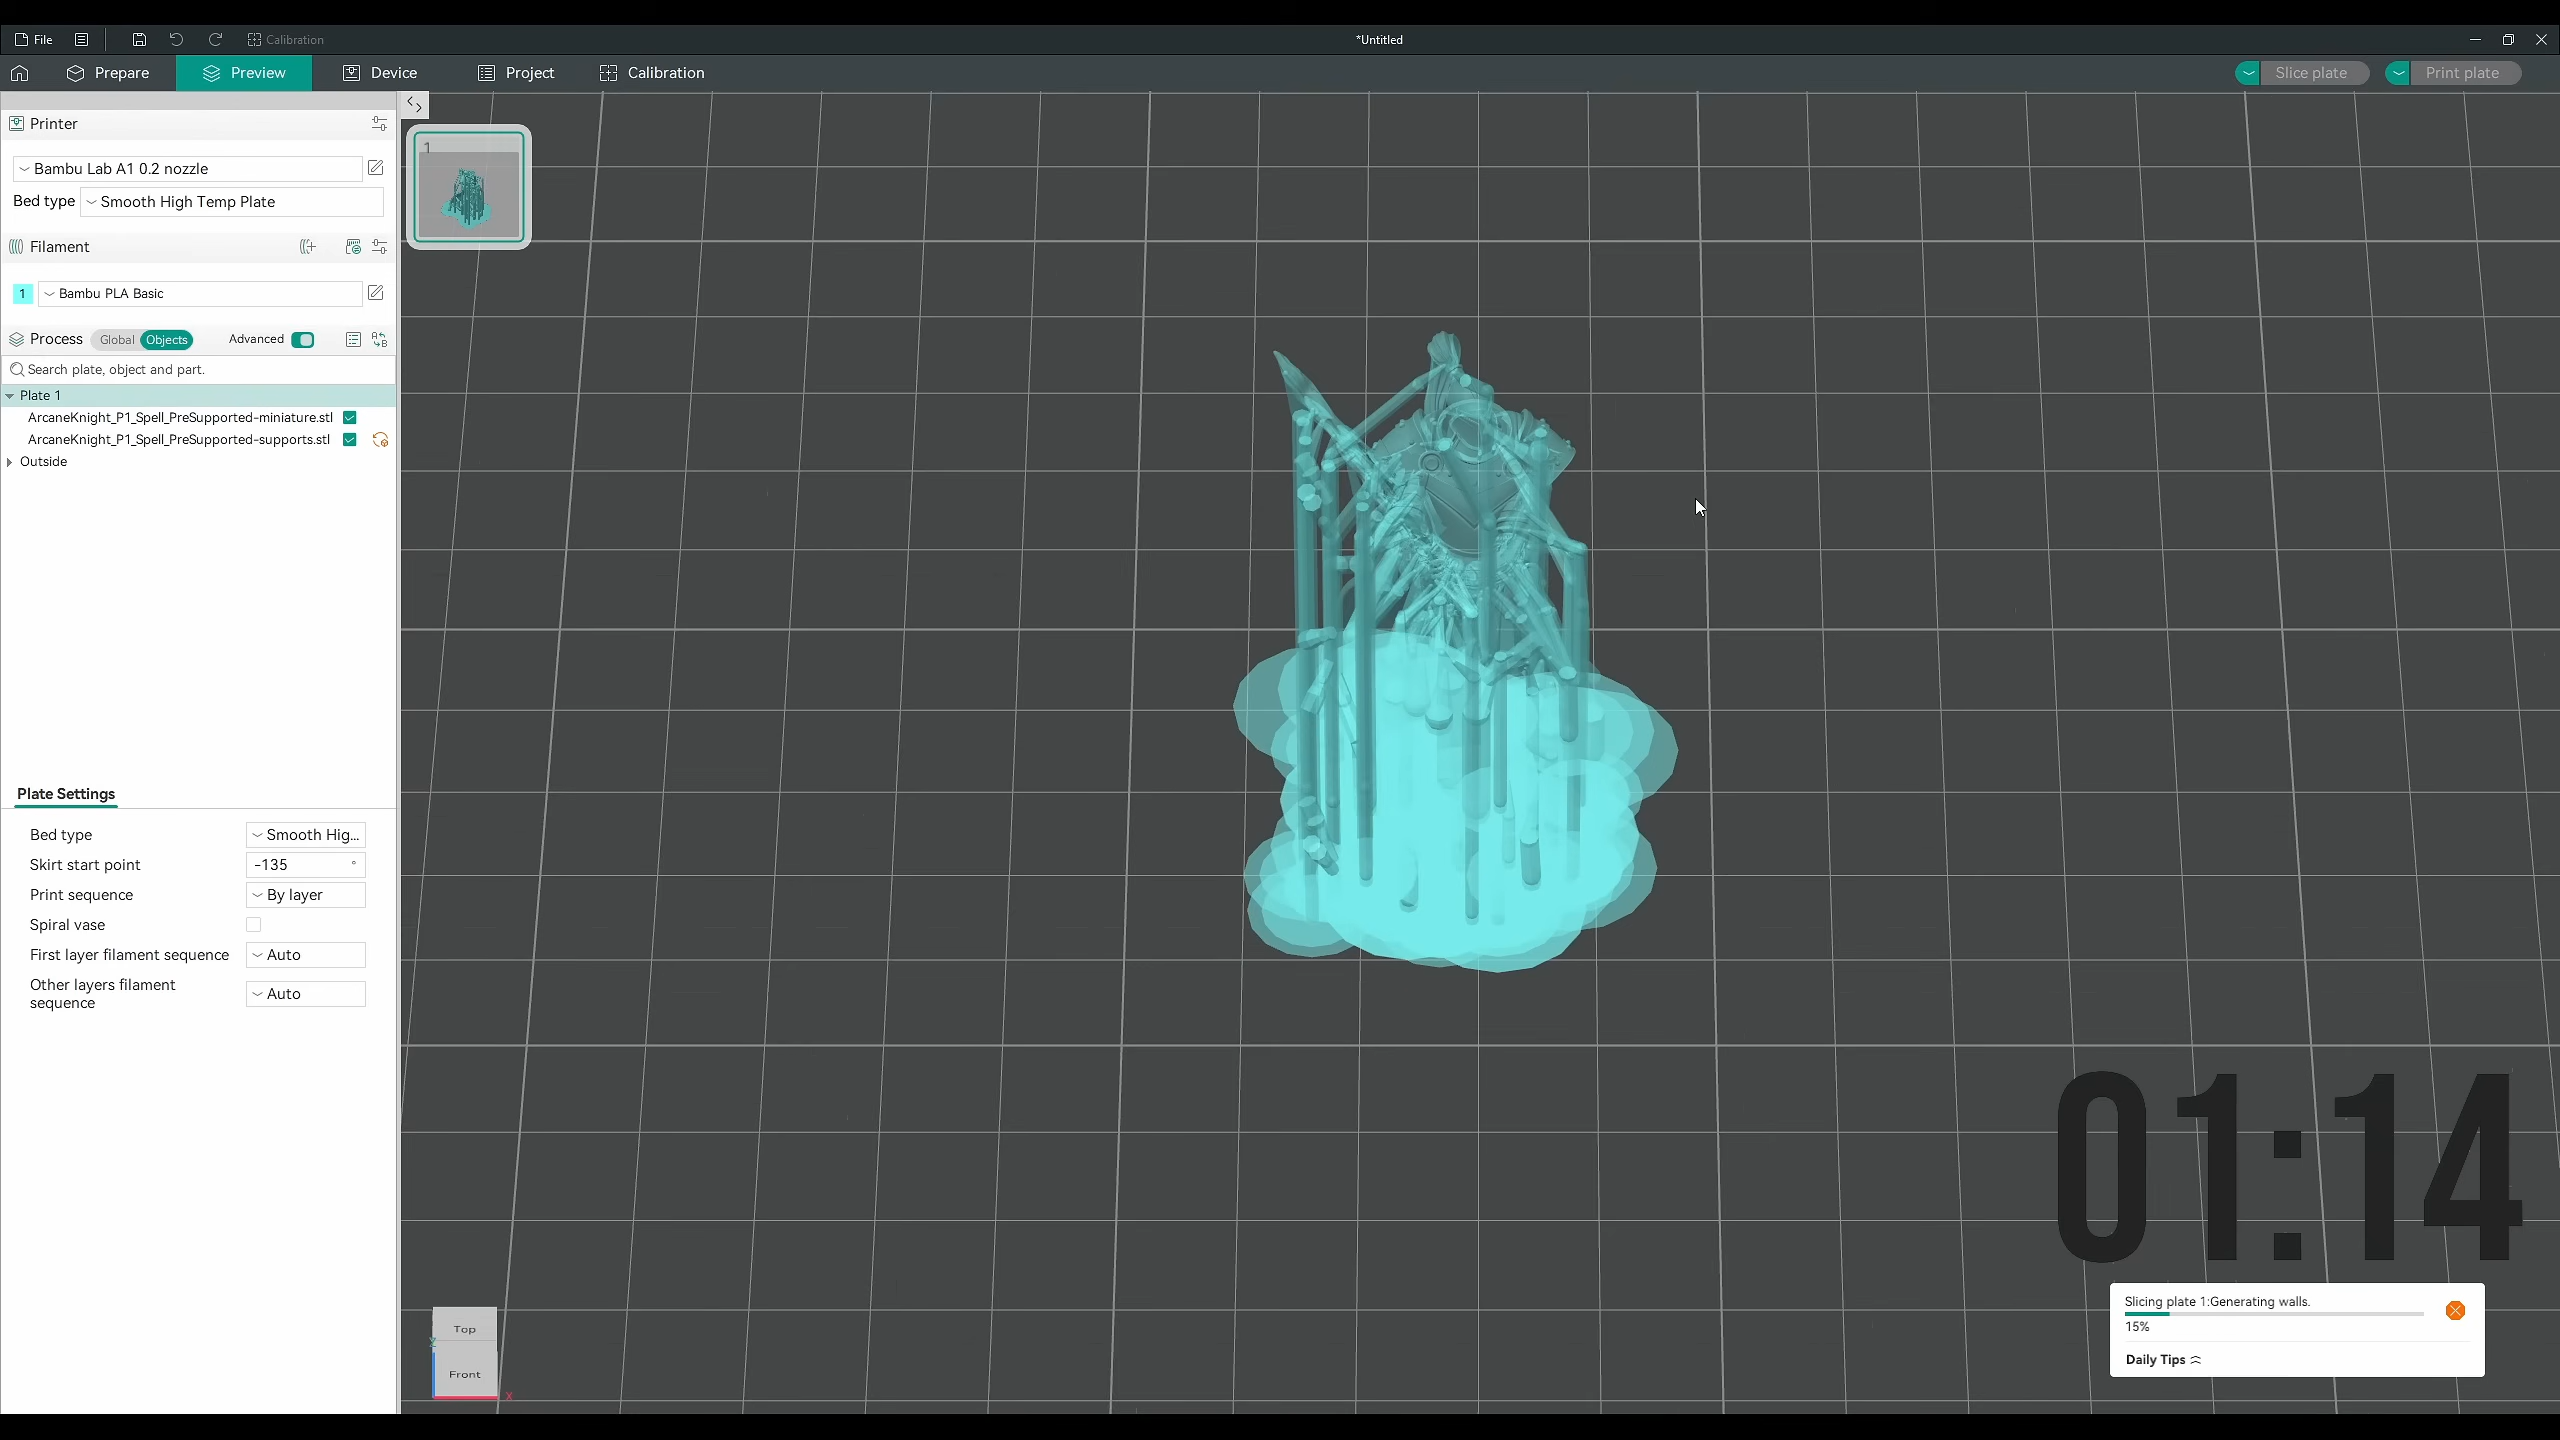 File
Calibration
*Untitled
Prepare
Preview
Device
Project
Calibration
Slice plate
Print plate
Printer
Bambu Lab A1 0.2 nozzle
Bed type
Smooth High Temp Plate
Filament
1
Bambu PLA Basic
Process
Global
Objects
Advanced
Search plate, object and part.
Plate 1
ArcaneKnight_P1_Spell_PreSupported-miniature.stl
ArcaneKnight_P1_Spell_PreSupported-supports.stl
Outside
Plate Settings
Bed type
Smooth Hig...
Skirt start point
-135 °
Print sequence
By layer
Spiral vase
First layer filament sequence
Auto
Other layers filament
sequence
Auto
1
Top
Front
X
01:14
Slicing plate 1:Generating walls.
15%
Daily Tips